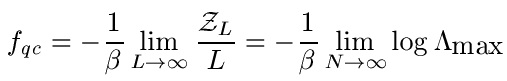 $f_{qc} = -\frac{1}{\beta} \lim_{L \to \infty} \frac{\mathcal{Z}_L}{L} = -\frac{1}{\beta} \lim_{N \to \infty} \log \Lambda_{\text{max}}$